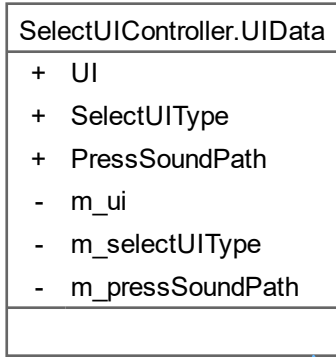 SelectUIController.UIData
+ UI
+ SelectUIType
+ PressSoundPath
- m_ui
- m_selectUIType
- m_pressSoundPath